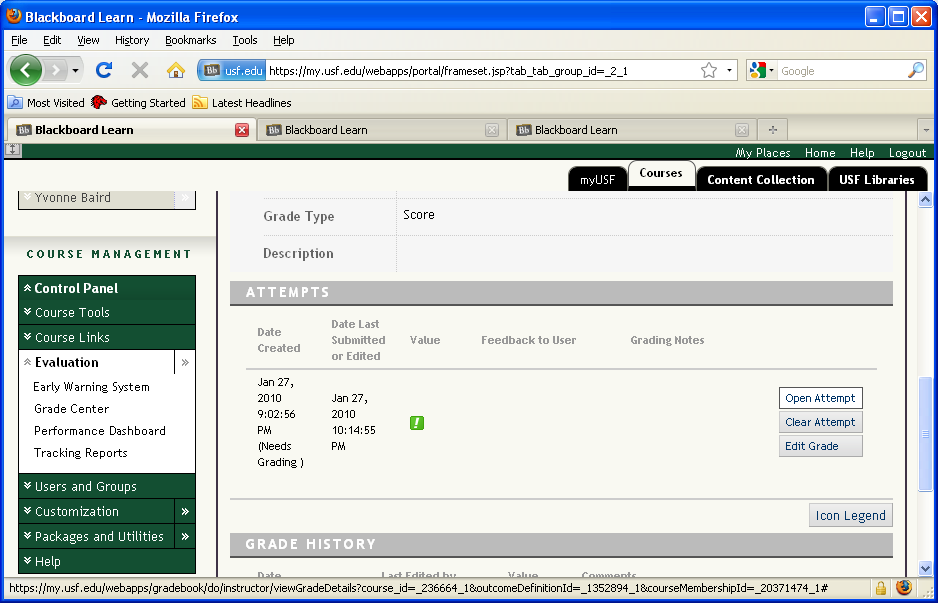 Blackboard Learn - Mozilla Firefox
File Edit View History Bookmarks Tools Help
Bb usf.edu https://my.usf.edu/webapps/portal/frameset.jsp?tab_tab_group_id=_2_1 Google
Most Visited Getting Started Latest Headlines
Bb Blackboard Learn Bb Blackboard Learn Bb Blackboard Learn
My Places Home Help Logout
myUSF Courses Content Collection USF Libraries
Yvonne Baird
COURSE MANAGEMENT
Control Panel
Course Tools
Course Links
Evaluation
Early Warning System
Grade Center
Performance Dashboard
Tracking Reports
Users and Groups
Customization
Packages and Utilities
Help
Grade Type Score
Description
ATTEMPTS
Date Created Date Last Submitted or Edited Value Feedback to User Grading Notes
Jan 27,
2010
9:02:56
PM
(Needs
Grading )
Jan 27,
2010
10:14:55
PM
!
Open Attempt
Clear Attempt
Edit Grade
Icon Legend
GRADE HISTORY
Date Last Edited by Value Comments
https://my.usf.edu/webapps/gradebook/do/instructor/viewGradeDetails?course_id=_236664_1&outcomeDefinitionId=_1352894_1&courseMembershipId=_20371474_1#